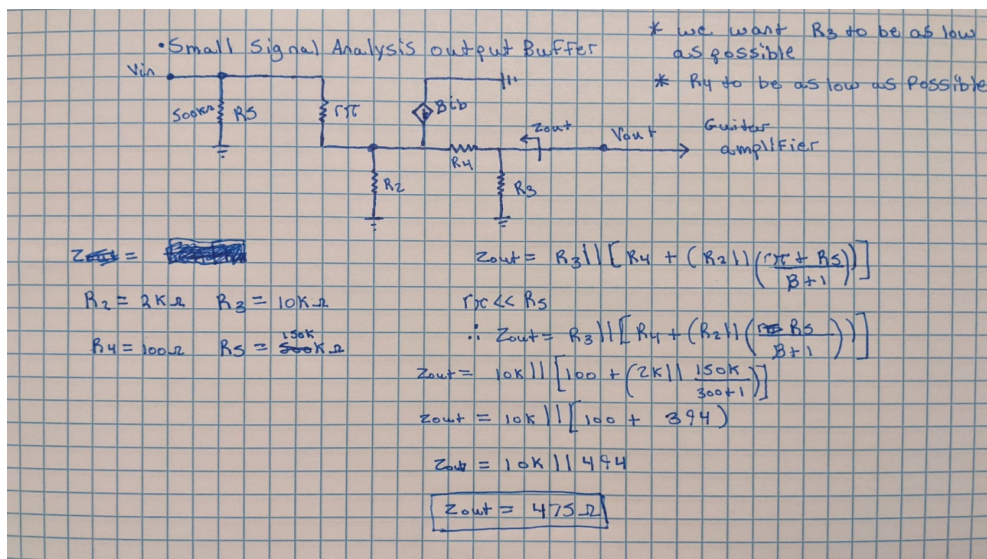 • Small Signal Analysis output Buffer
* we want R3 to be as low
as possible
* R4 to be as low as Possible
Vin
500kΩ R5
rπ
Bib
Zout
Vout
Guitar
amplifier
R4
R2
R3
Zout =
Zout = R3||[R4 + (R2||(rπ + R5 / B+1))]
R2 = 2KΩ R3 = 10KΩ
rπ << R5
R4 = 100Ω R5 = 150K 500KΩ
∴ Zout = R3||[R4 + (R2||(R5 / B+1))]
Zout = 10K||[100 + (2K|| 150K / 300+1)]
Zout = 10K||[100 + 394)
Zout = 10K||494
Zout = 475Ω